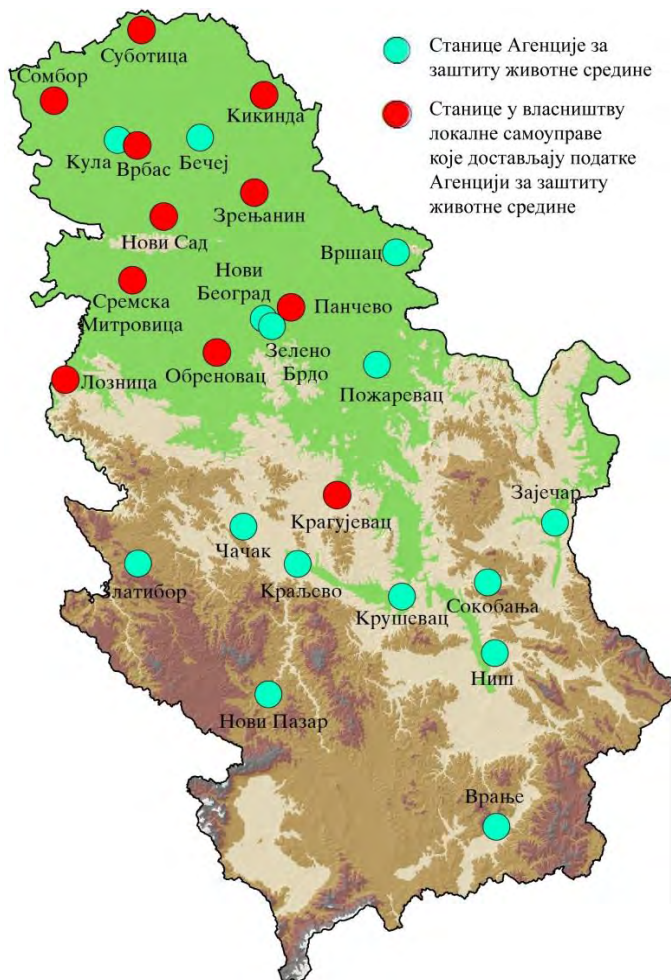 Суботица
Сомбор
Кикинда
Кула
Врбас
Бечеј
Зрењанин
Нови Сад
Вршац
Нови
Београд
Сремска
Митровица
Панчево
Зелено
Брдо
Обреновац
Пожаревац
Лозница
Крагујевац
Зајечар
Чачак
Златибор
Краљево
Крушевац
Сокобања
Ниш
Нови Пазар
Врање
Станице Агенције за
заштиту животне средине
Станице у власништву
локалне самоуправе
које достављају податке
Агенцији за заштиту
животне средине